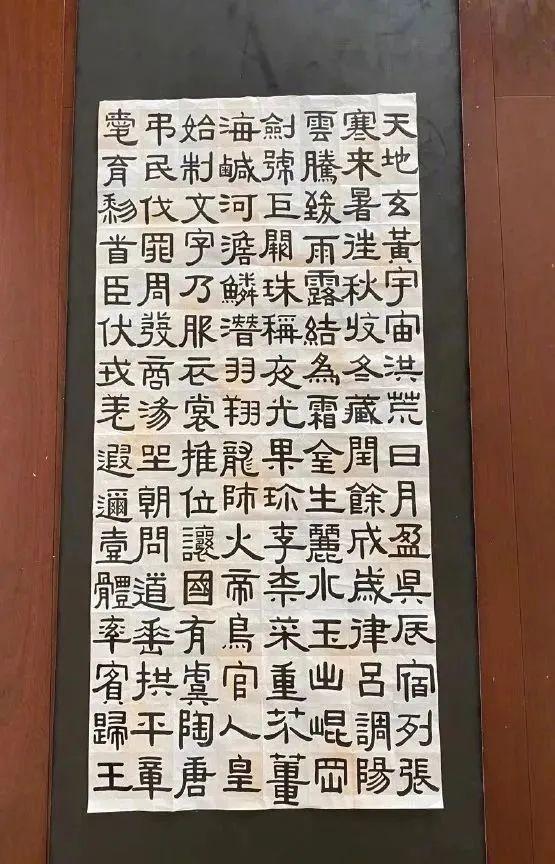 天地玄黃宇宙洪荒日月盈昃辰宿列張
寒来暑往秋收冬藏閏餘成歲律呂調陽
雲騰致雨露結為霜金生麗水玉出崐岡
劍號巨闕珠稱夜光果珍李柰菜重芥薑
海鹹河澹鱗潛羽翔龍師火帝鳥官人皇
始制文字乃服衣裳推位讓國有虞陶唐
弔民伐罪周發商湯坐朝問道垂拱平章
愛育黎首臣伏戎羌遐邇壹體率賓歸王